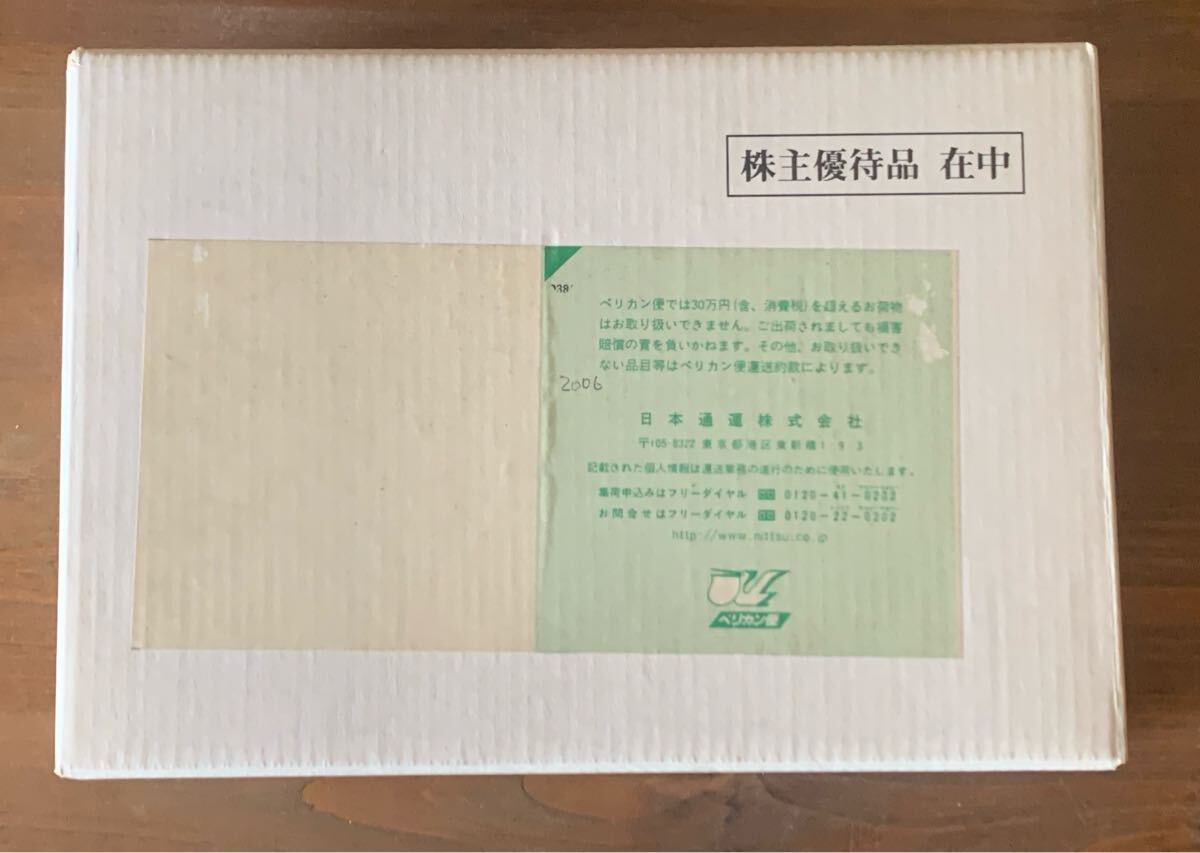 株主優待品 在中
ペリカン便では30万円(含、消費税)を超えるお荷物
はお取り扱いできません。ご出荷されましても損害
賠償の責を負いかねます。その他、お取り扱いでき
ない品目等はペリカン便運送約款によります。
2006
日本通運株式会社
〒105-8322 東京都港区東新橋1-9-3
記載された個人情報は運送業務の遂行のために使用いたします。
集荷申込みはフリーダイヤル 0120-41-0202
お問合せはフリーダイヤル 0120-22-0202
http://www.nittsu.co.jp
ペリカン便